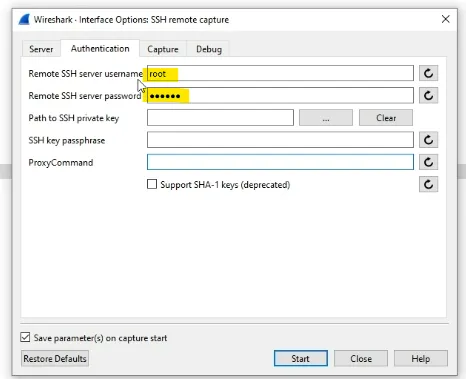 Wireshark · Interface Options: SSH remote capture
Server Authentication Capture Debug
Remote SSH server username root
Remote SSH server password ••••••
Path to SSH private key ... Clear
SSH key passphrase
ProxyCommand
Support SHA-1 keys (deprecated)
Save parameter(s) on capture start
Restore Defaults Start Close Help